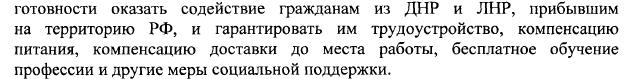 готовности оказать содействие гражданам из ДНР и ЛНР, прибывшим
на территорию РФ, и гарантировать им трудоустройство, компенсацию
питания, компенсацию доставки до места работы, бесплатное обучение
профессии и другие меры социальной поддержки.